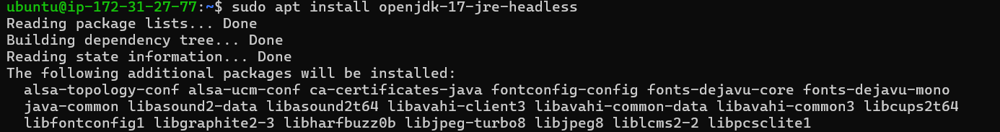 ubuntu@ip-172-31-27-77:~$ sudo apt install openjdk-17-jre-headless
Reading package lists... Done
Building dependency tree... Done
Reading state information... Done
The following additional packages will be installed:
  alsa-topology-conf alsa-ucm-conf ca-certificates-java fontconfig-config fonts-dejavu-core fonts-dejavu-mono
  java-common libasound2-data libasound2t64 libavahi-client3 libavahi-common-data libavahi-common3 libcups2t64
  libfontconfig1 libgraphite2-3 libharfbuzz0b libjpeg-turbo8 libjpeg8 liblcms2-2 libpcsclite1